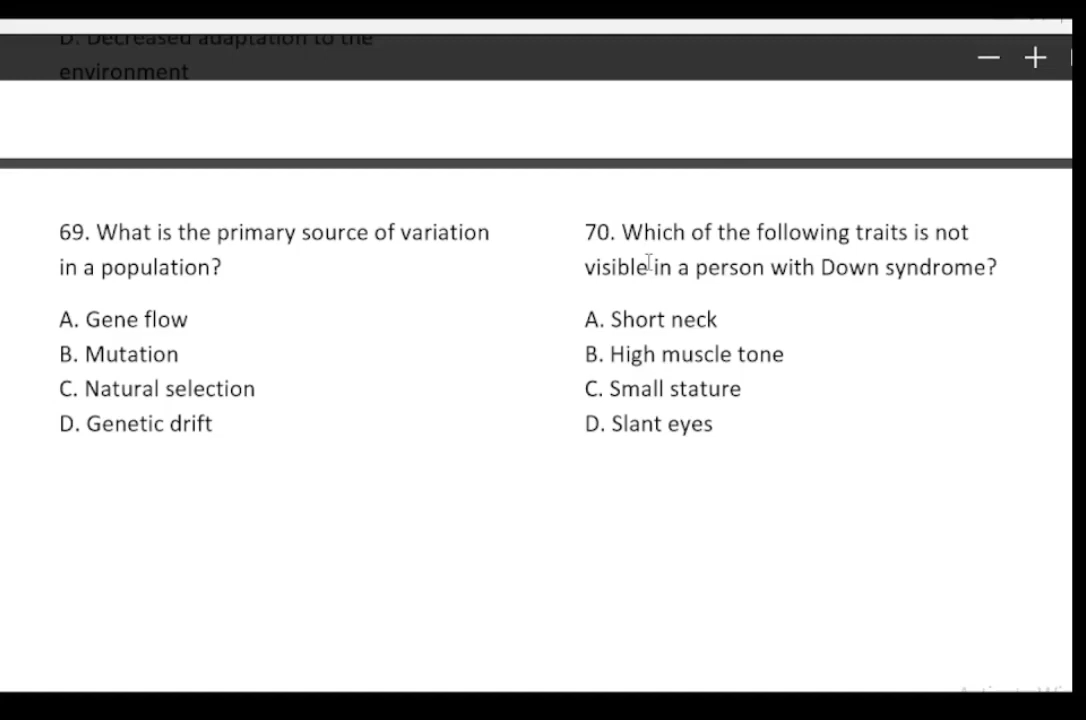 D. Decreased adaptation to the
environment
69. What is the primary source of variation
in a population?
A. Gene flow
B. Mutation
C. Natural selection
D. Genetic drift
70. Which of the following traits is not
visible in a person with Down syndrome?
A. Short neck
B. High muscle tone
C. Small stature
D. Slant eyes